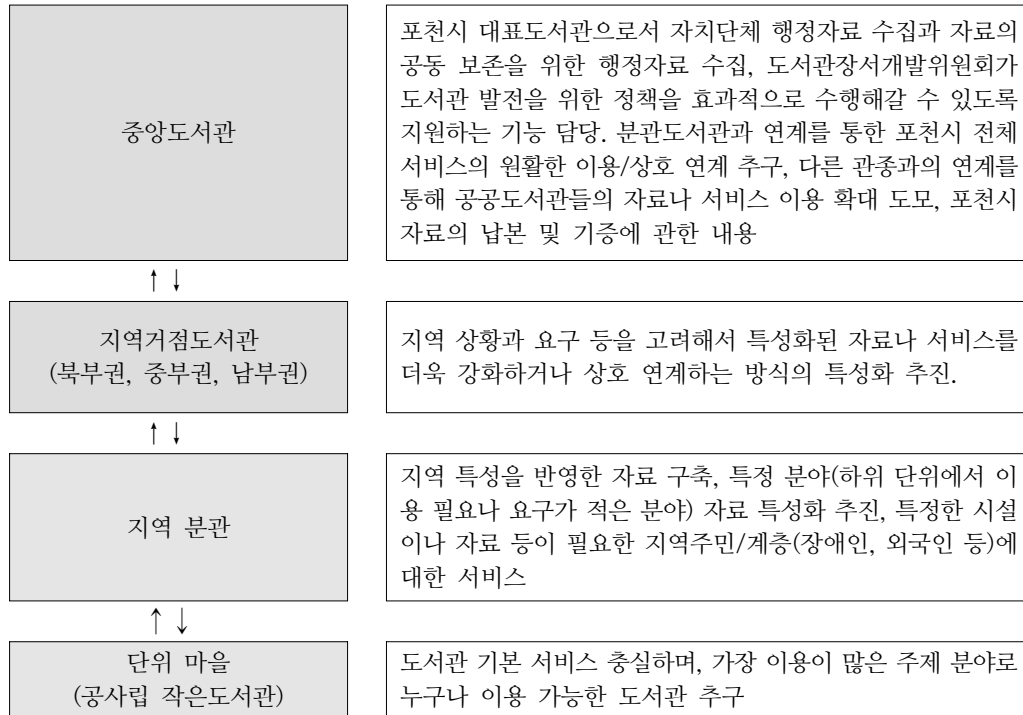 중앙도서관
포천시 대표도서관으로서 자치단체 행정자료 수집과 자료의
공동 보존을 위한 행정자료 수집, 도서관장서개발위원회가
도서관 발전을 위한 정책을 효과적으로 수행해갈 수 있도록
지원하는 기능 담당. 분관도서관과 연계를 통한 포천시 전체
서비스의 원활한 이용/상호 연계 추구, 다른 관종과의 연계를
통해 공공도서관들의 자료나 서비스 이용 확대 도모, 포천시
자료의 납본 및 기증에 관한 내용
↑ ↓
지역거점도서관
(북부권, 중부권, 남부권)
지역 상황과 요구 등을 고려해서 특성화된 자료나 서비스를
더욱 강화하거나 상호 연계하는 방식의 특성화 추진.
↑ ↓
지역 분관
지역 특성을 반영한 자료 구축, 특정 분야(하위 단위에서 이
용 필요나 요구가 적은 분야) 자료 특성화 추진, 특정한 시설
이나 자료 등이 필요한 지역주민/계층(장애인, 외국인 등)에
대한 서비스
↑ ↓
단위 마을
(공사립 작은도서관)
도서관 기본 서비스 충실하며, 가장 이용이 많은 주제 분야로
누구나 이용 가능한 도서관 추구